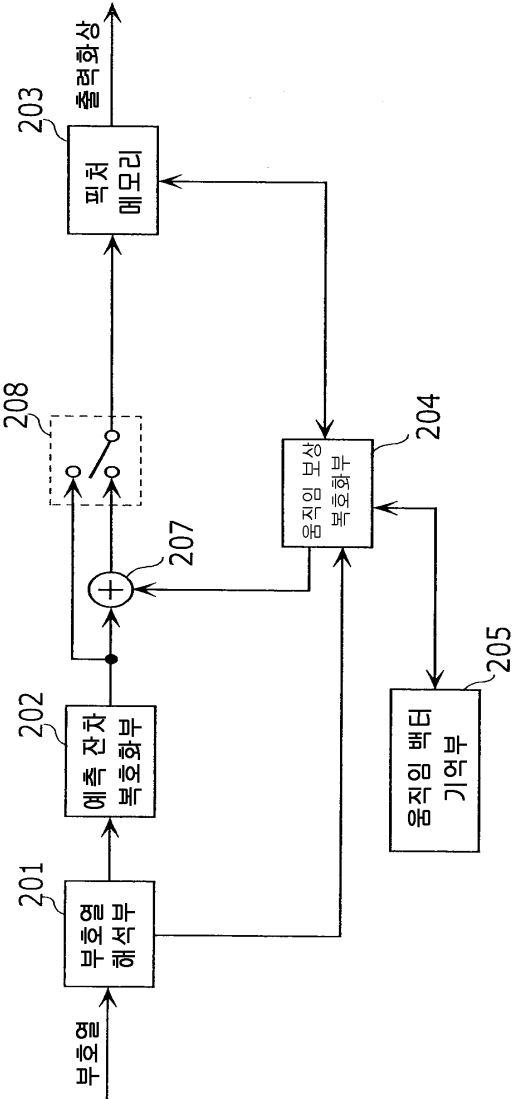 부호열
201
부호열
해석부
202
예측 잔차
복호화부
207
208
203
픽처
메모리
출력화상
204
움직임 보상
복호화부
205
움직임 백터
기억부